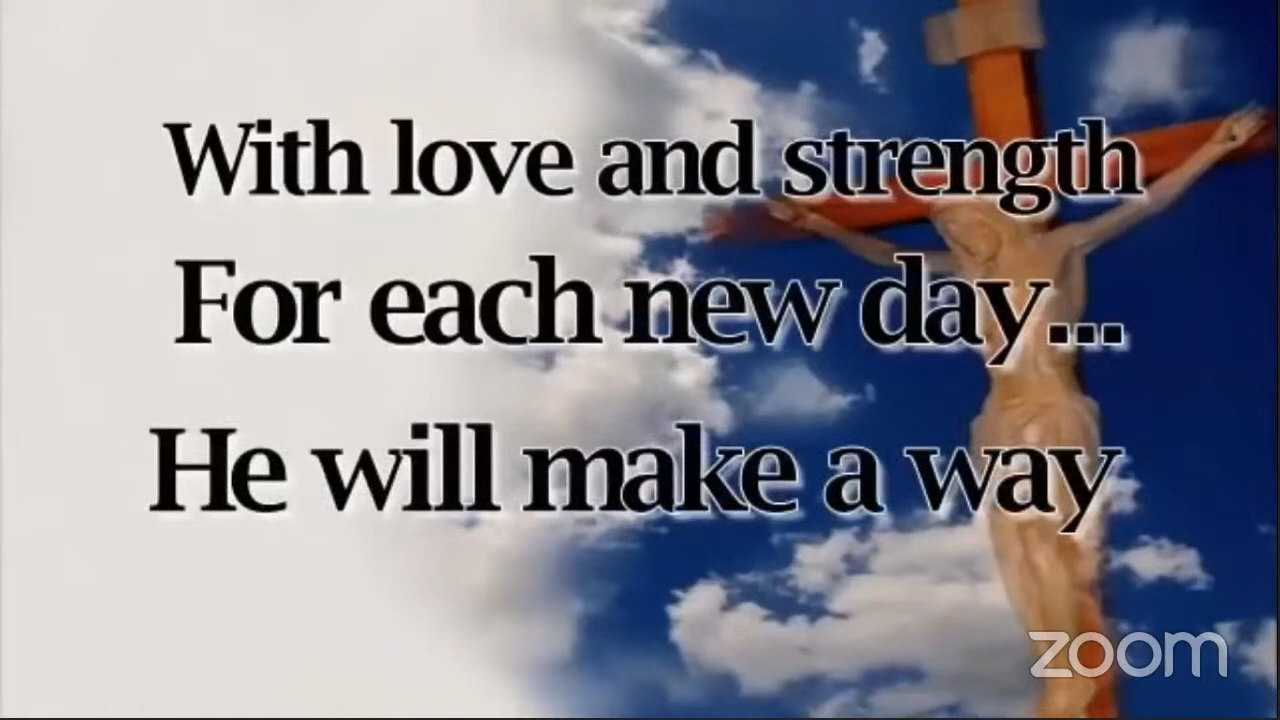 With love and strength
For each new day...
He will make a way
zoom